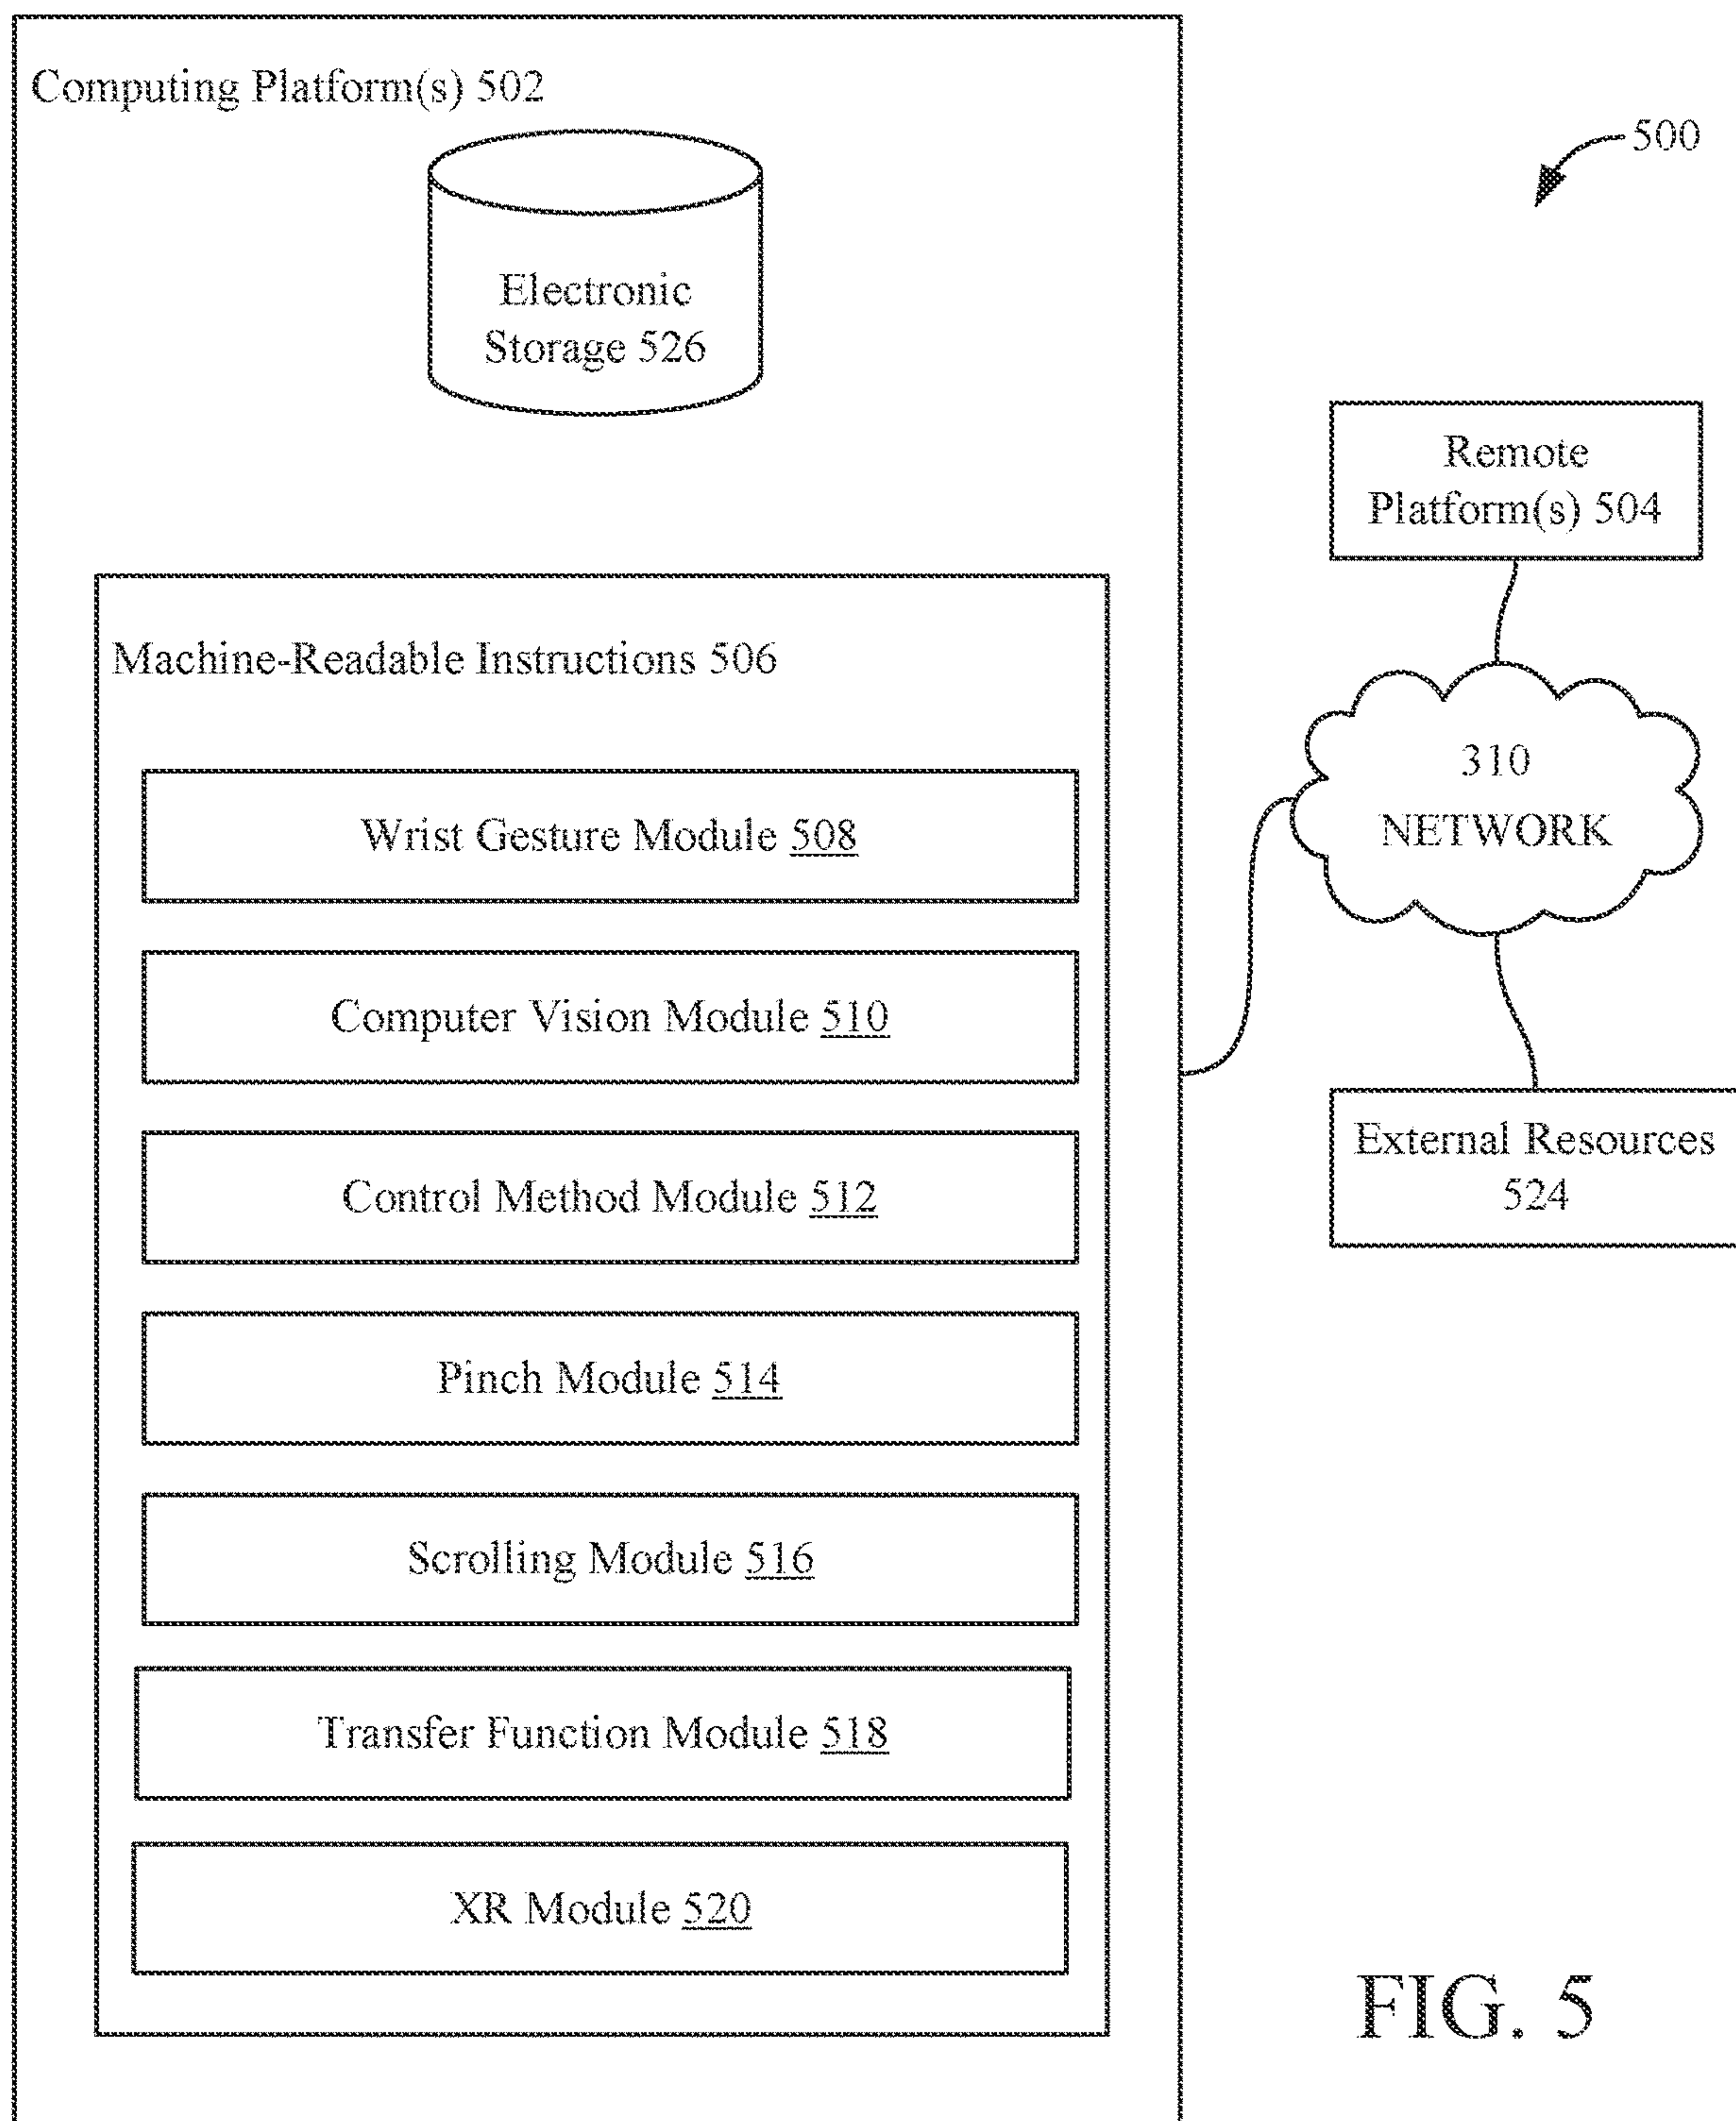 Computing Platform(s) 502
Electronic
Storage 526
Machine-Readable Instructions 506
Wrist Gesture Module 508
Computer Vision Module 510
Control Method Module 512
Pinch Module 514
Scrolling Module 516
Transfer Function Module 518
XR Module 520
500
Remote
Platform(s) 504
310
NETWORK
External Resources
524
FIG. 5